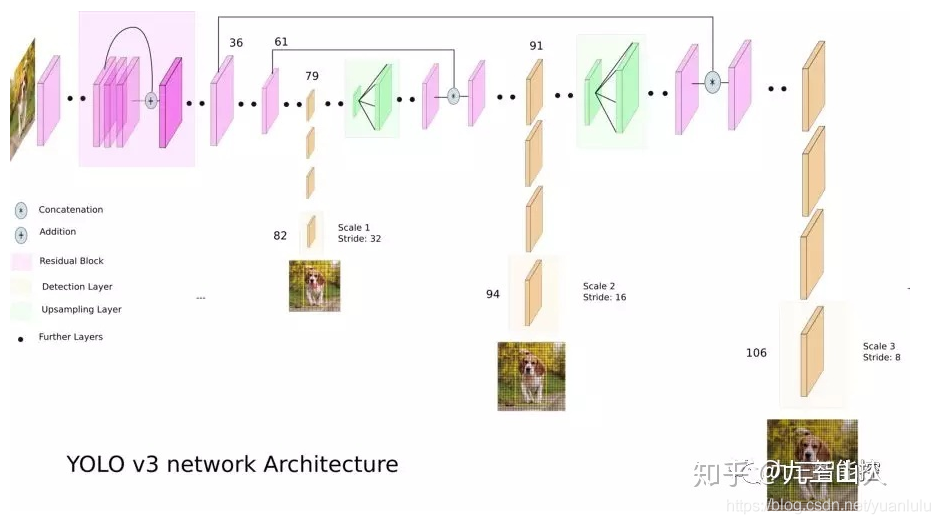 36
61
79
91
Concatenation
Addition
Residual Block
Detection Layer
Upsampling Layer
Further Layers
*
+
+
*
*
82
Scale 1
Stride: 32
---
94
Scale 2
Stride: 16
106
Scale 3
Stride: 8
YOLO v3 network Architecture
知乎 @九三智能控
https://blog.csdn.net/yuanlulu